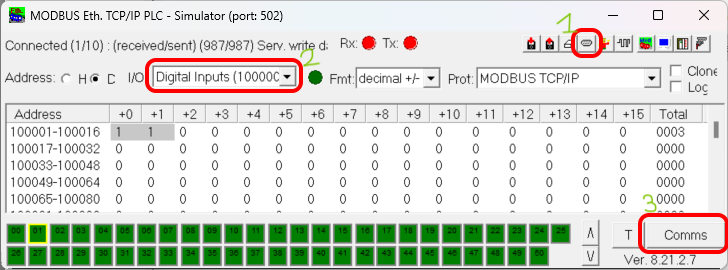 MODBUS Eth. TCP/IP PLC - Simulator (port: 502)
1
Connected (1/10) : (received/sent) (987/987) Serv. write da Rx: Tx:
2
Address: H D I/O Digital Inputs (100000 Fmt: decimal +/- Prot: MODBUS TCP/IP Clone
Log
Address +0 +1 +2 +3 +4 +5 +6 +7 +8 +9 +10 +11 +12 +13 +14 +15 Total
100001-100016 1 1 0 0 0 0 0 0 0 0 0 0 0 0 0 0 0003
100017-100032 0 0 0 0 0 0 0 0 0 0 0 0 0 0 0 0 0000
100033-100048 0 0 0 0 0 0 0 0 0 0 0 0 0 0 0 0 0000
100049-100064 0 0 0 0 0 0 0 0 0 0 0 0 0 0 0 0 0000
100065-100080 0 0 0 0 0 0 0 0 0 0 0 0 0 0 0 0 0000
3
00 01 02 03 04 05 06 07 08 09 10 11 12 13 14 15 16 17 18 19 20 21 22 23 24 25
T Comms
26 27 28 29 30 31 32 33 34 35 36 37 38 39 40 41 42 43 44 45 46 47 48 49 50
Ver. 8.21.2.7